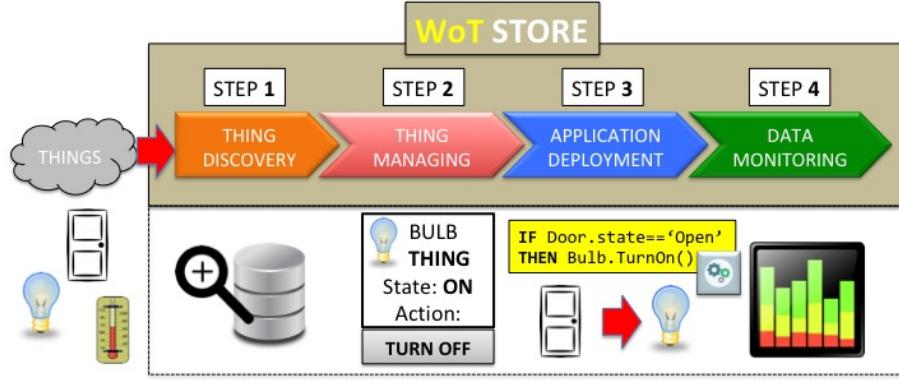 WoT STORE
STEP 1
STEP 2
STEP 3
STEP 4
THINGS
THING
DISCOVERY
THING
MANAGING
APPLICATION
DEPLOYMENT
DATA
MONITORING
BULB
THING
State: ON
Action:
TURN OFF
IF Door.state==‘Open’
THEN Bulb.TurnOn()